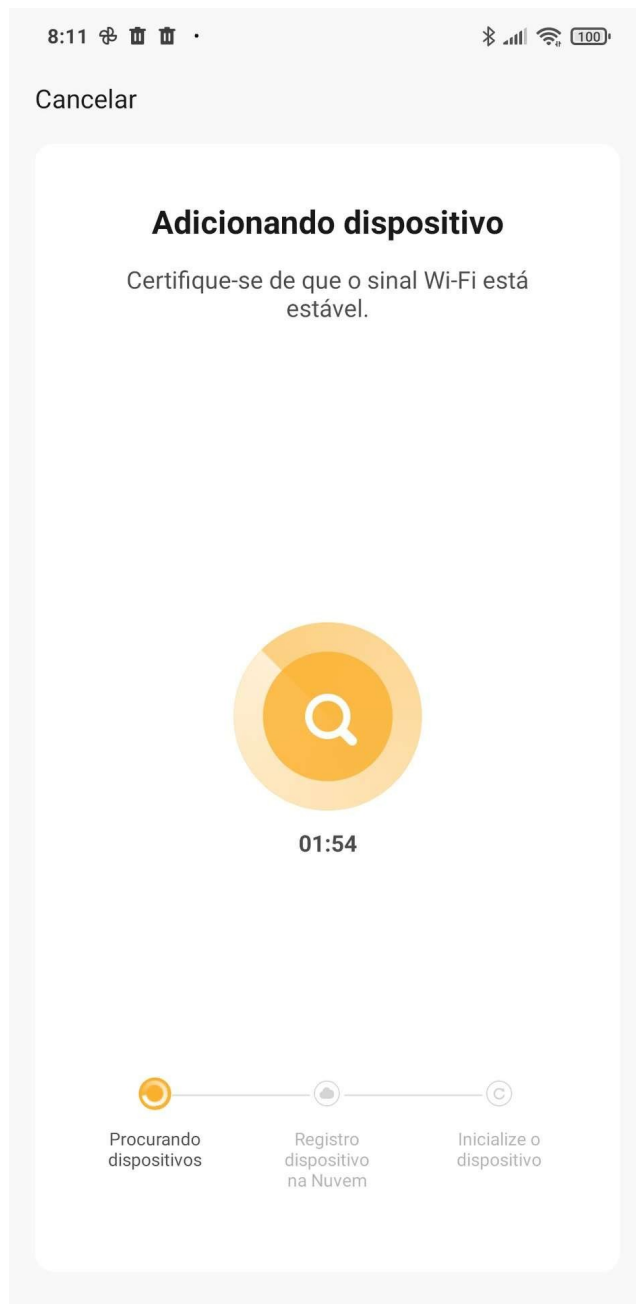 8:11
100
Cancelar
Adicionando dispositivo
Certifique-se de que o sinal Wi-Fi está
estável.
01:54
Procurando
dispositivos
Registro
dispositivo
na Nuvem
Inicialize o
dispositivo